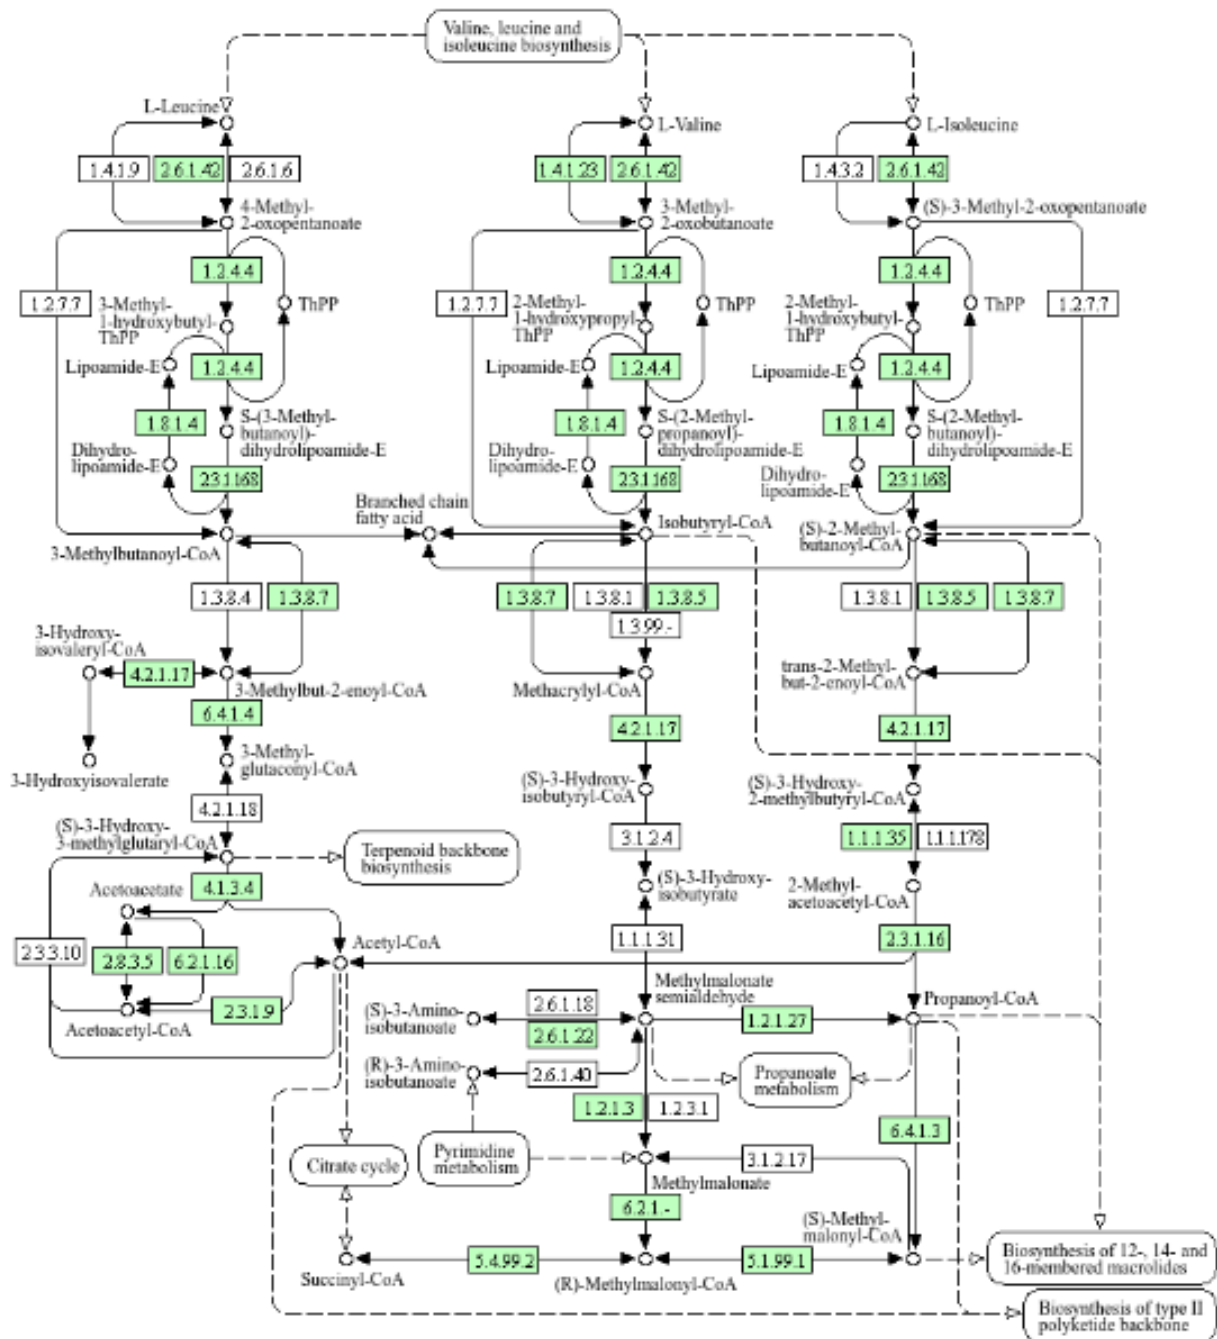 Valine, leucine and
isoleucine biosynthesis
L-Leucine
L-Valine
L-Isoleucine
1.4.1.9
2.6.1.42
2.6.1.6
1.4.1.23
2.6.1.42
1.4.3.2
2.6.1.42
4-Methyl-
2-oxopentanoate
3-Methyl-
2-oxobutanoate
(S)-3-Methyl-2-oxopentanoate
1.2.4.4
1.2.4.4
1.2.4.4
1.2.7.7
3-Methyl-
1-hydroxybutyl-
ThPP
ThPP
1.2.7.7
2-Methyl-
1-hydroxypropyl-
ThPP
ThPP
2-Methyl-
1-hydroxybutyl-
ThPP
ThPP
1.2.7.7
Lipoamide-E
1.2.4.4
Lipoamide-E
1.2.4.4
Lipoamide-E
1.2.4.4
1.8.1.4
S-(3-Methyl-
butanoyl)-
dihydrolipoamide-E
1.8.1.4
S-(2-Methyl-
propanoyl)-
dihydrolipoamide-E
1.8.1.4
S-(2-Methyl-
butanoyl)-
dihydrolipoamide-E
Dihydro-
lipoamide-E
2.3.1.168
Dihydro-
lipoamide-E
2.3.1.168
Dihydro-
lipoamide-E
2.3.1.168
3-Methylbutanoyl-CoA
Branched chain
fatty acid
Isobutyryl-CoA
(S)-2-Methyl-
butanoyl-CoA
1.3.8.4
1.3.8.7
1.3.8.7
1.3.8.1
1.3.8.5
1.3.99.-
1.3.8.1
1.3.8.5
1.3.8.7
3-Hydroxy-
isovaleryl-CoA
4.2.1.17
3-Methylbut-2-enoyl-CoA
Methacrylyl-CoA
trans-2-Methyl-
but-2-enoyl-CoA
6.4.1.4
4.2.1.17
4.2.1.17
3-Hydroxyisovalerate
3-Methyl-
glutaconyl-CoA
(S)-3-Hydroxy-
isobutyryl-CoA
(S)-3-Hydroxy-
2-methylbutyryl-CoA
4.2.1.18
3.1.2.4
1.1.1.35
1.1.1.178
(S)-3-Hydroxy-
3-methylglutaryl-CoA
Terpenoid backbone
biosynthesis
4.1.3.4
Acetoacetate
(S)-3-Hydroxy-
isobutyrate
2-Methyl-
acetoacetyl-CoA
2.3.3.10
2.8.3.5
6.2.1.16
Acetyl-CoA
1.1.1.31
2.3.1.16
Acetoacetyl-CoA
2.3.1.9
(S)-3-Amino-
isobutanoate
2.6.1.18
2.6.1.22
Methylmalonate
semialdehyde
1.2.1.27
Propanoyl-CoA
(R)-3-Amino-
isobutanoate
2.6.1.40
Propanoate
metabolism
1.2.1.3
1.2.3.1
6.4.1.3
Citrate cycle
Pyrimidine
metabolism
3.1.2.17
Methylmalonate
6.2.1.-
(S)-Methyl-
malonyl-CoA
Succinyl-CoA
5.4.99.2
(R)-Methylmalonyl-CoA
5.1.99.1
Biosynthesis of 12-, 14- and
16-membered macrolides
Biosynthesis of type II
polyketide backbone